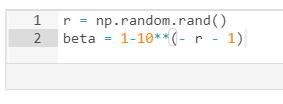 1 r = np.random.rand()
2 beta = 1-10**(- r - 1)